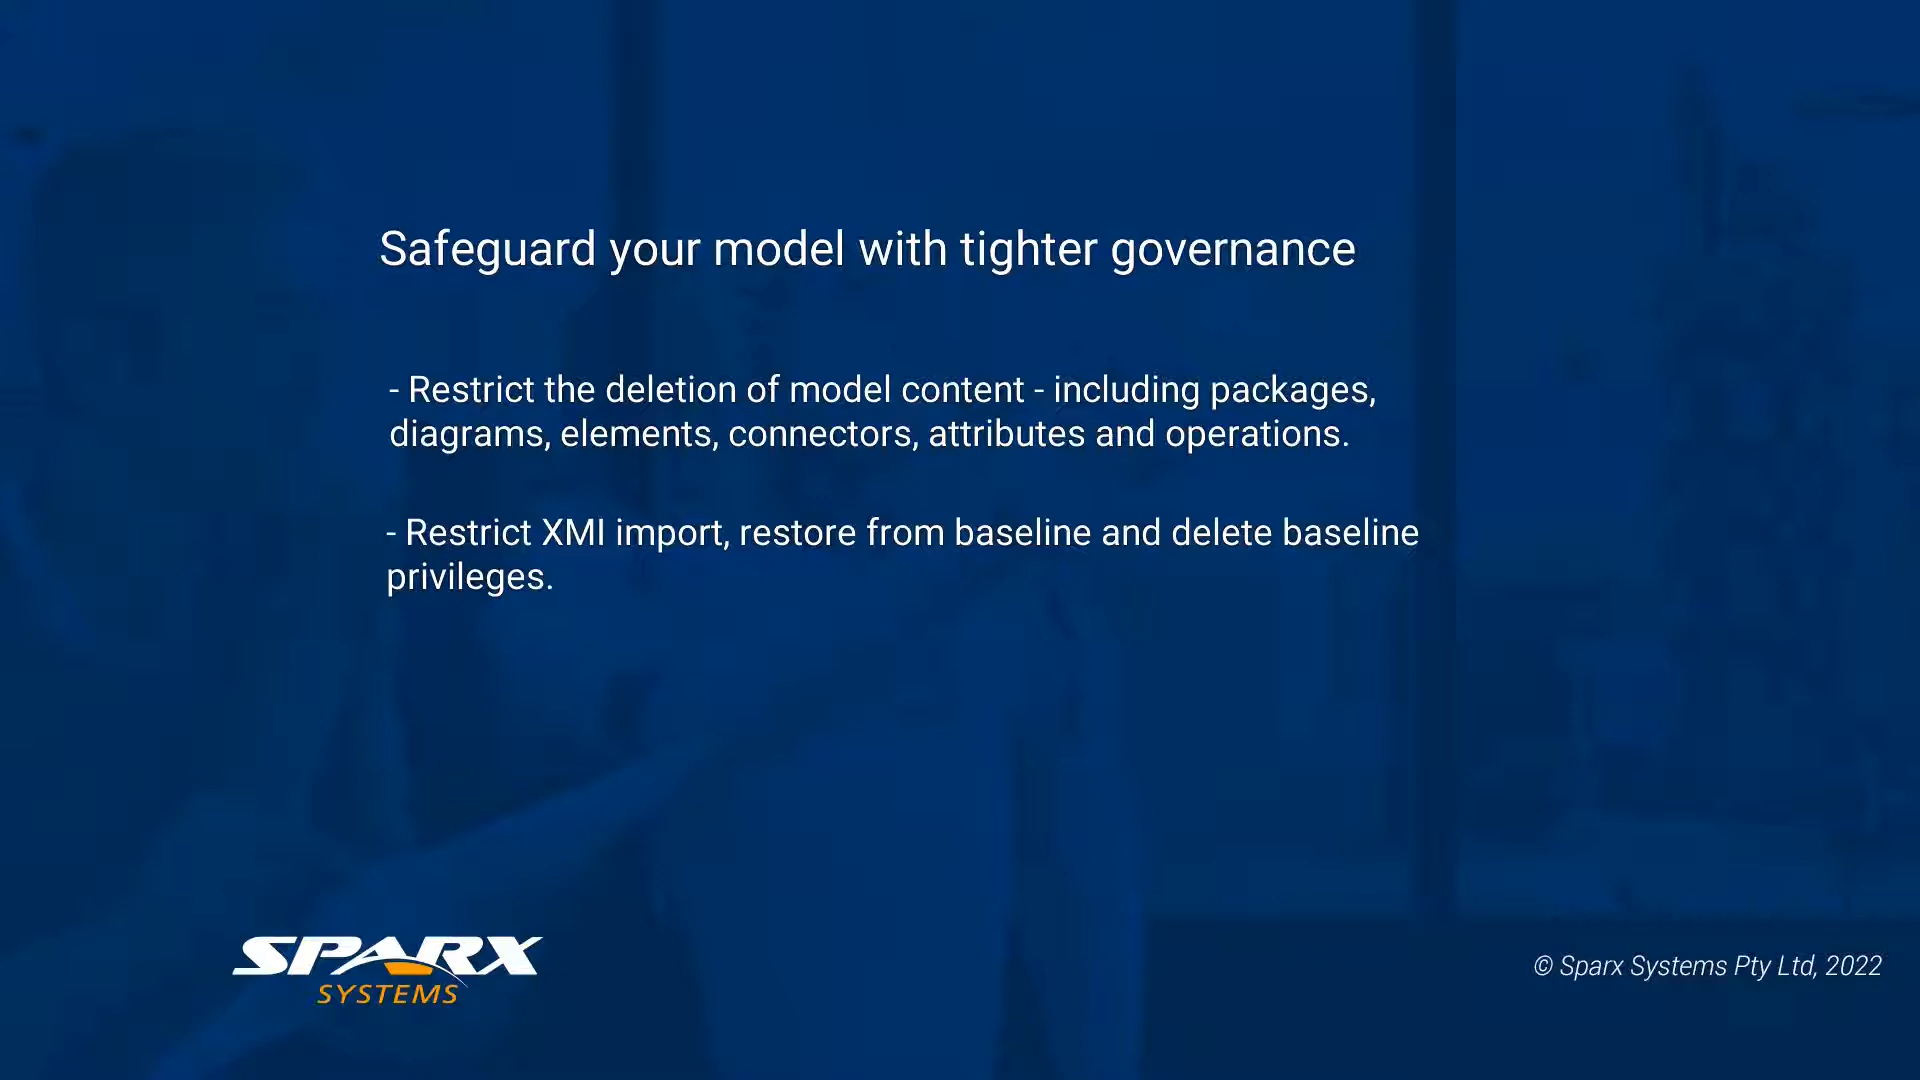 Safeguard your model with tighter governance
- Restrict the deletion of model content - including packages,
diagrams, elements, connectors, attributes and operations.
- Restrict XMI import, restore from baseline and delete baseline
privileges.
SPARX
SYSTEMS
© Sparx Systems Pty Ltd, 2022